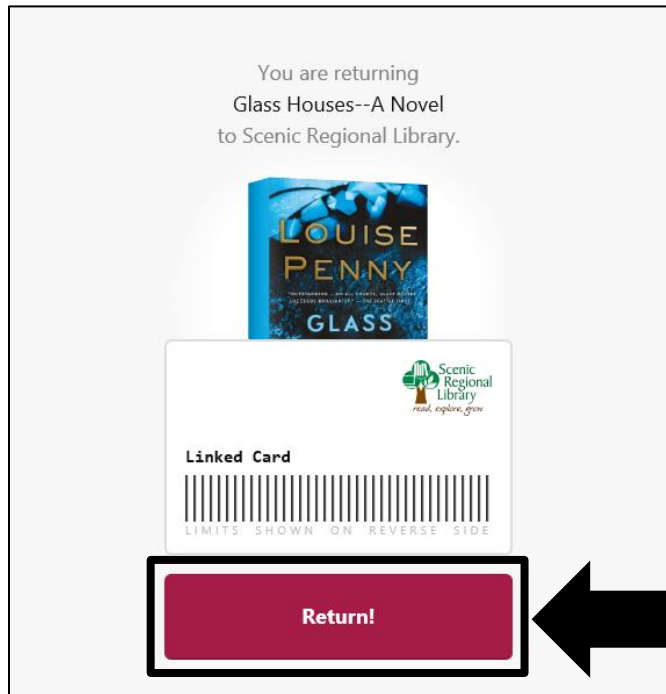 You are returning
Glass Houses--A Novel
to Scenic Regional Library.
LOUISE
PENNY
GLASS
Scenic
Regional
Library
read, explore, grow
Linked Card
LIMITS SHOWN ON REVERSE SIDE
Return!